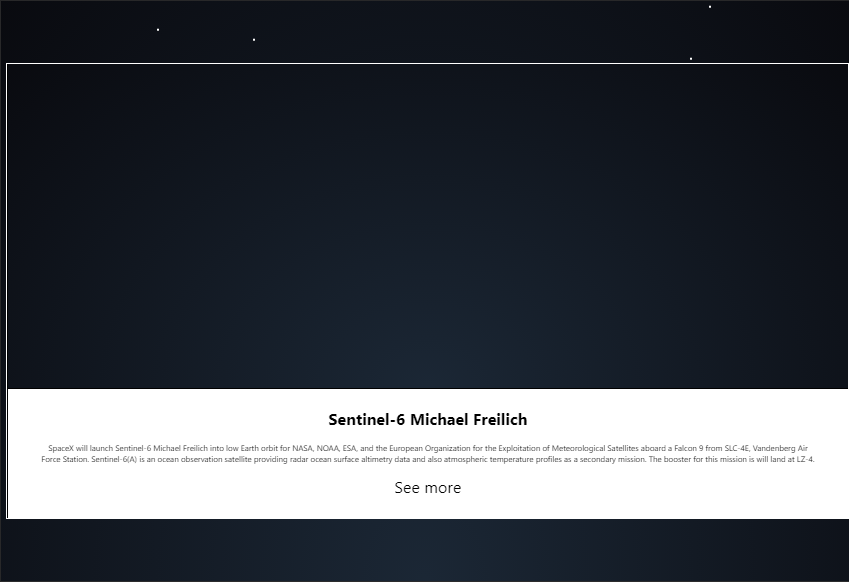 Sentinel-6 Michael Freilich
SpaceX will launch Sentinel-6 Michael Freilich into low Earth orbit for NASA, NOAA, ESA, and the European Organization for the Exploitation of Meteorological Satellites aboard a Falcon 9 from SLC-4E, Vandenberg Air
Force Station. Sentinel-6(A) is an ocean observation satellite providing radar ocean surface altimetry data and also atmospheric temperature profiles as a secondary mission. The booster for this mission is will land at LZ-4.
See more